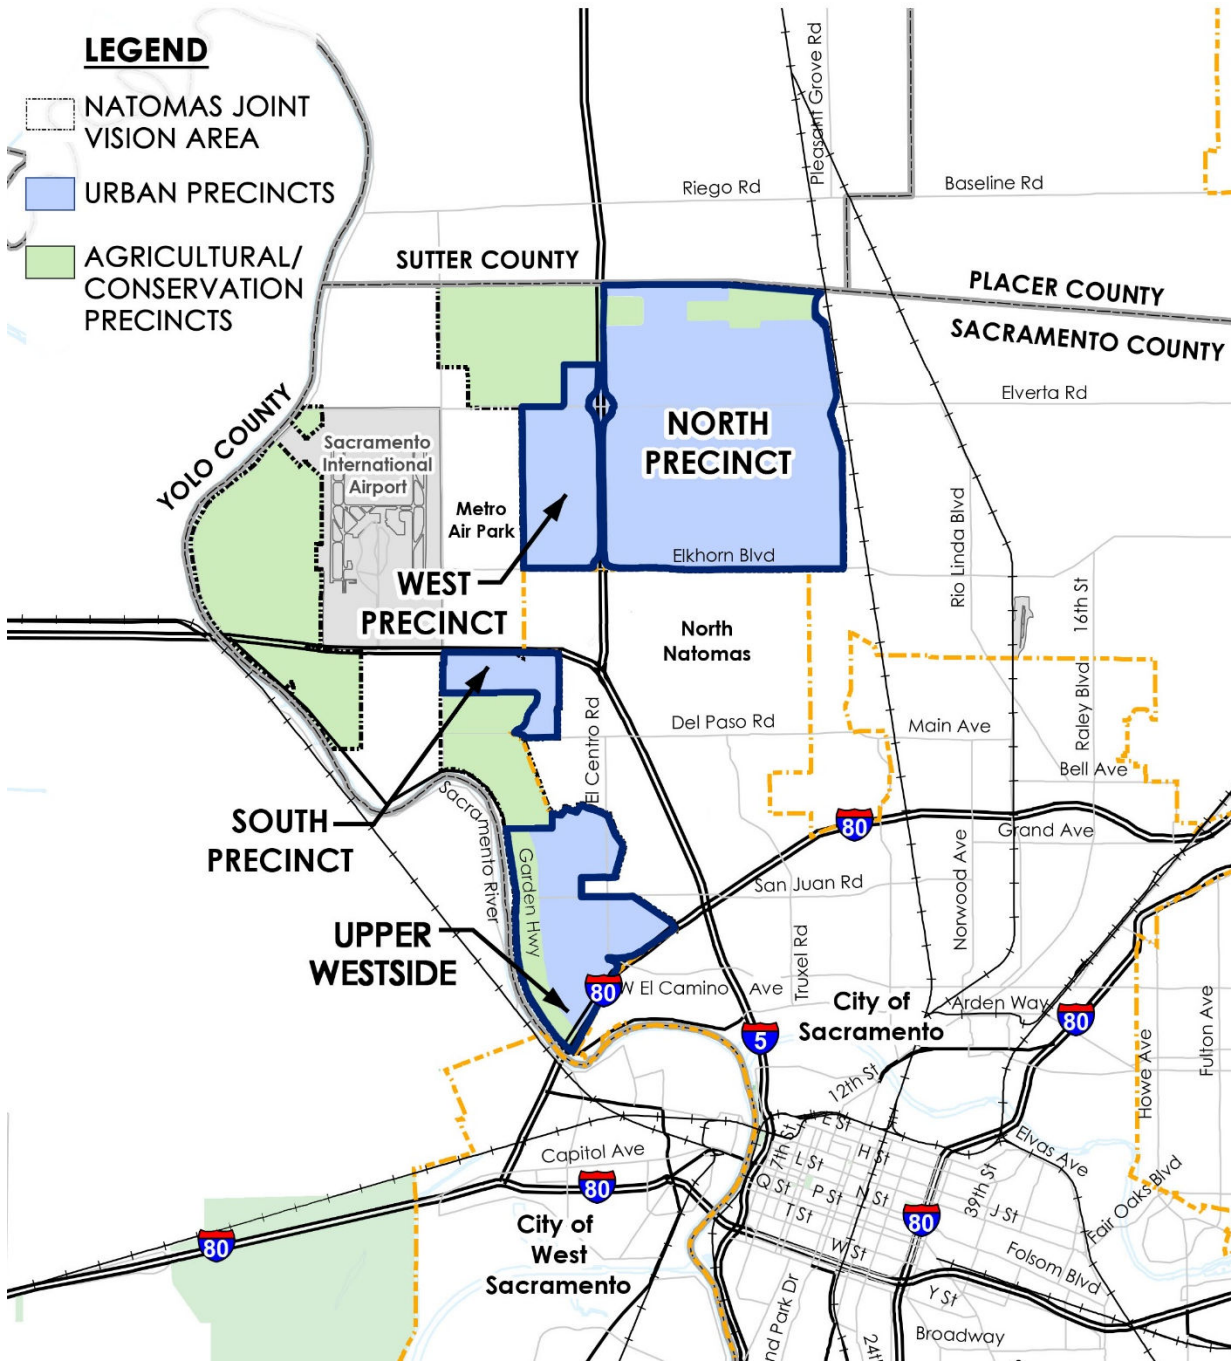 LEGEND
NATOMAS JOINT
VISION AREA
URBAN PRECINCTS
AGRICULTURAL/
CONSERVATION
PRECINCTS
Pleasant Grove Rd
Riego Rd
Baseline Rd
SUTTER COUNTY
PLACER COUNTY
SACRAMENTO COUNTY
Elverta Rd
YOLO COUNTY
Sacramento
International
Airport
NORTH
PRECINCT
Metro
Air Park
Elkhorn Blvd
Rio Linda Blvd
WEST
PRECINCT
16th St
North
Natomas
El Centro Rd
Del Paso Rd
Main Ave
Raley Blvd
Bell Ave
Sacramento River
SOUTH
PRECINCT
80
Grand Ave
Garden Hwy
San Juan Rd
Norwood Ave
Truxel Rd
UPPER
WESTSIDE
80
W El Camino Ave
City of
Sacramento
Arden Way
80
5
Howe Ave
Fulton Ave
12th St
E St
7th St
H St
L St
Elvas Ave
Capitol Ave
80
Q St
P St
N St
39th St
J St
T St
80
Fair Oaks Blvd
City of
West
Sacramento
80
W St
Folsom Blvd
Y St
nd Park Dr
24th
Broadway